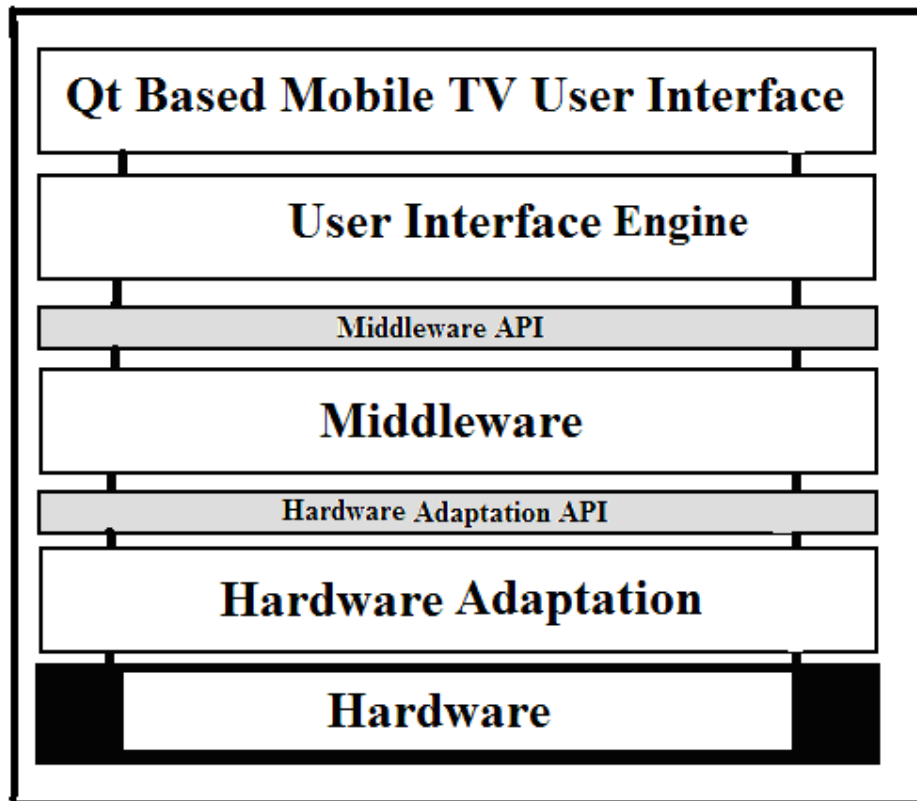 Qt Based Mobile TV User Interface
User Interface Engine
Middleware API
Middleware
Hardware Adaptation API
Hardware Adaptation
Hardware